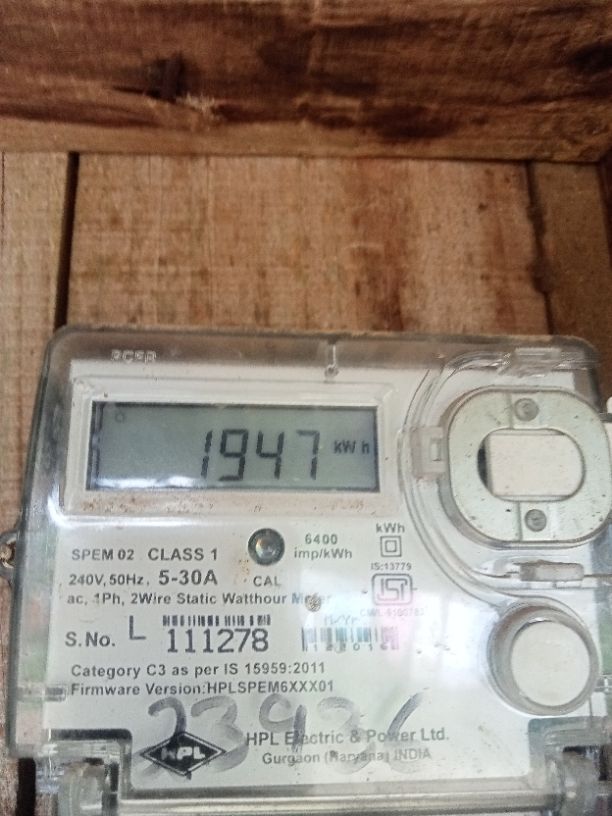 1947 kWh
SPEM 02 CLASS 1
6400
imp/kWh
kWh
240V,50Hz, 5-30A CAL
IS:13779
ac, 1Ph, 2Wire Static Watthour Meter
S.No. L 111278
Category C3 as per IS 15959:2011
Firmware Version:HPLSPEM6XXX01
HPL
HPL Electric & Power Ltd.
Gurgaon (Haryana) INDIA